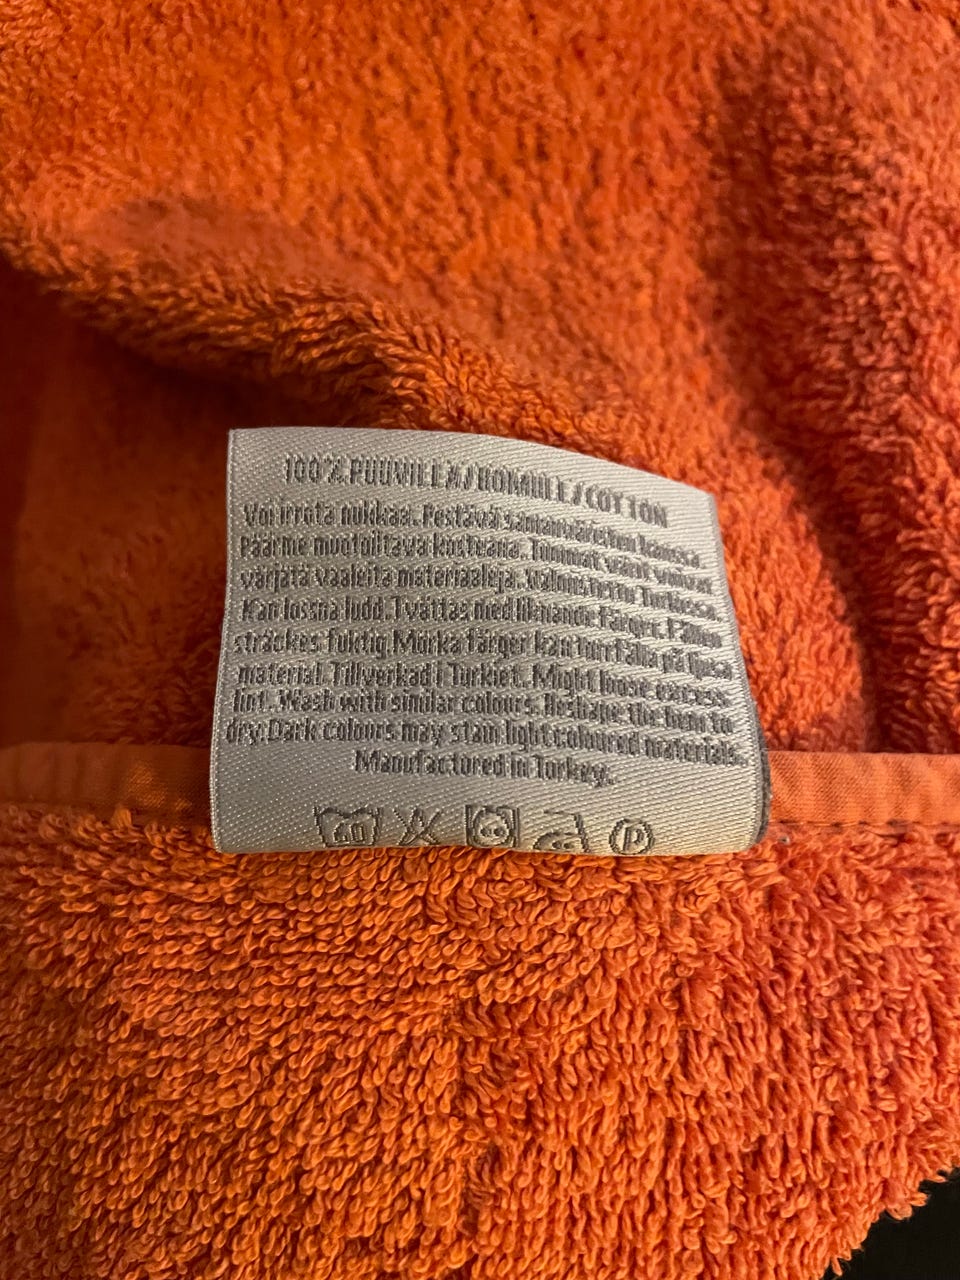 100 % PUUVILLA/BOMULL/COTTON
Voi irrota nukkaa. Pestävä samanväristen kanssa.
Päärme muotoiltava kosteana. Tummat värit voivat
värjätä vaaleita materiaaleja. Valmistettu Turkissa.
Kan lossna ludd. Tvättas med liknande färger. Fållen
sträckes fuktig. Mörka färger kan turrfälla på ljusa
material. Tillverkad i Turkiet. Might loose excess
lint. Wash with similar colours. Reshape the hem to
dry. Dark colours may stain light coloured materials.
Manufactured in Turkey.
60 P